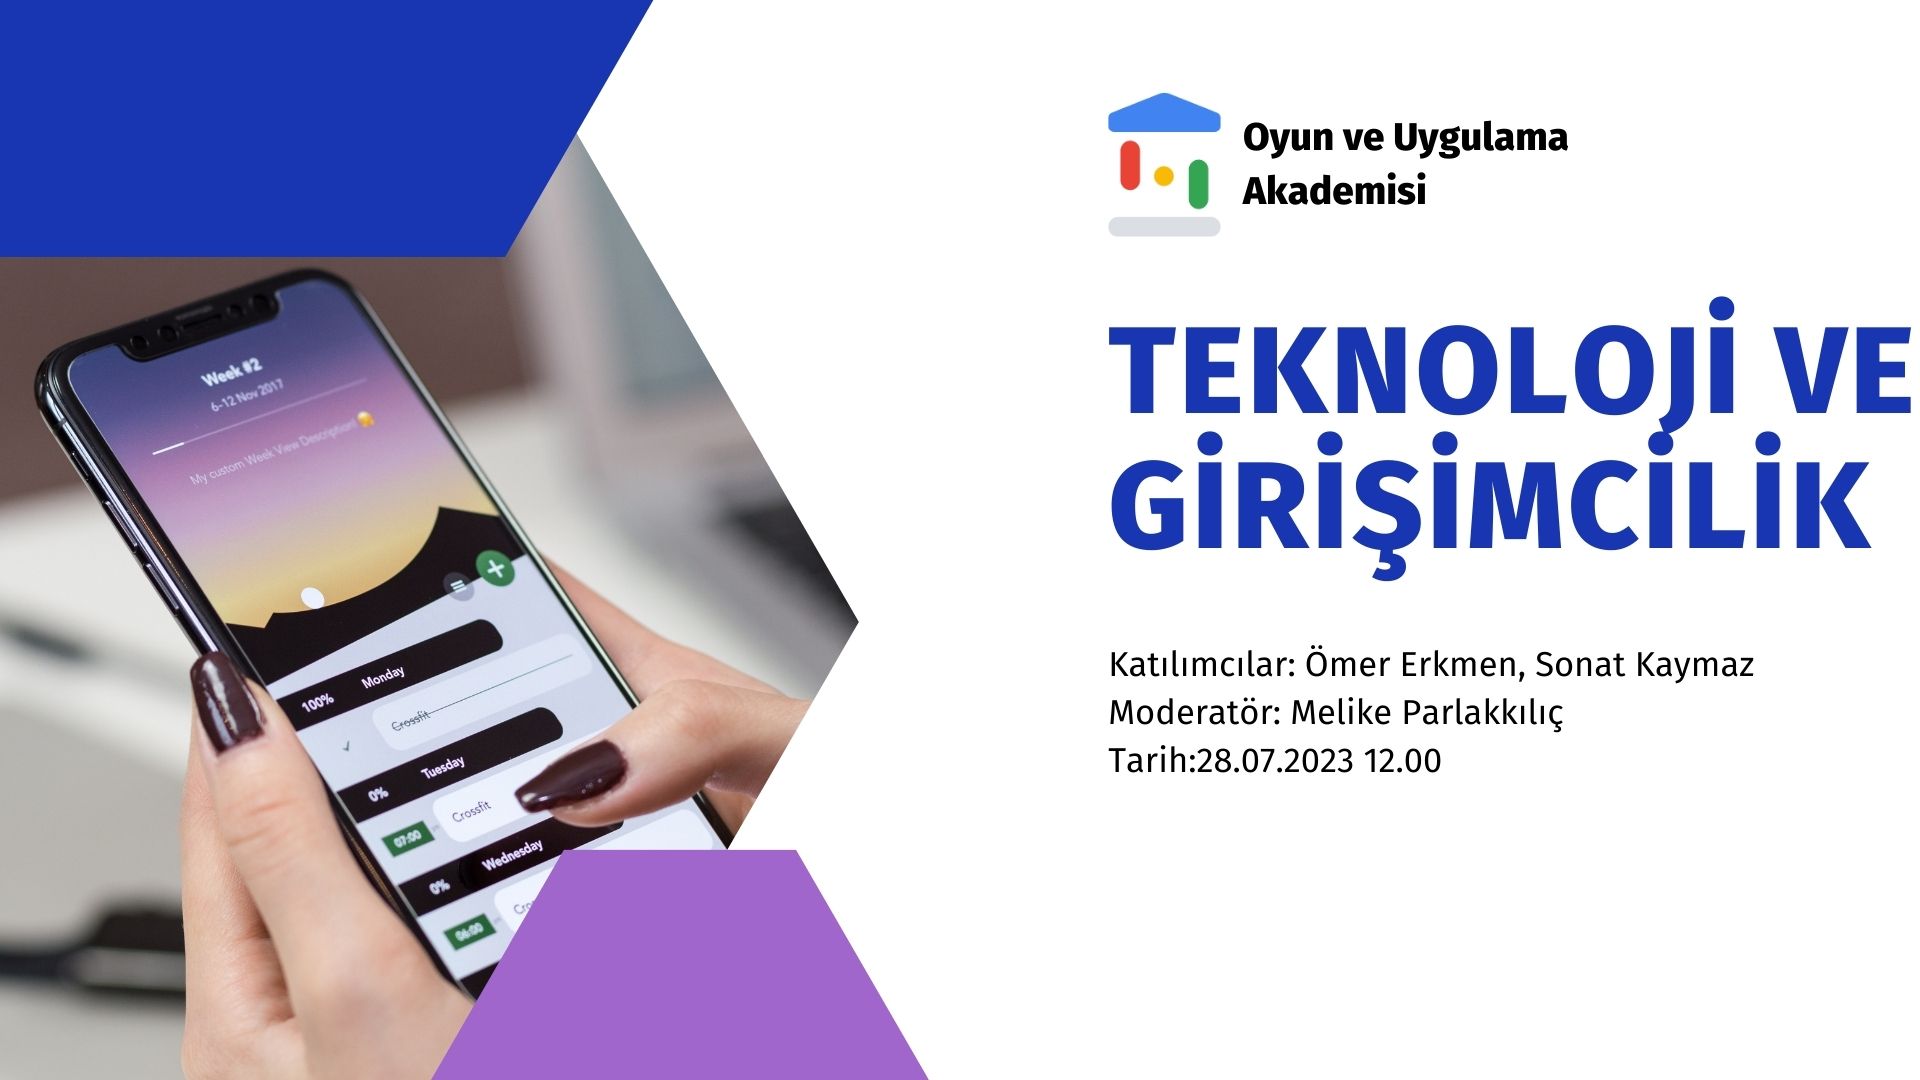 Oyun ve Uygulama
Akademisi
TEKNOLOJİ VE
GİRİŞİMCİLİK
Katılımcılar: Ömer Erkmen, Sonat Kaymaz
Moderatör: Melike Parlakkılıç
Tarih:28.07.2023 12.00
Week #2
6-12 Nov 2017
My custom Week View Description!
100% Monday
Crossfit
0% Tuesday
07:00 Crossfit
0% Wednesday
06:00 Cro